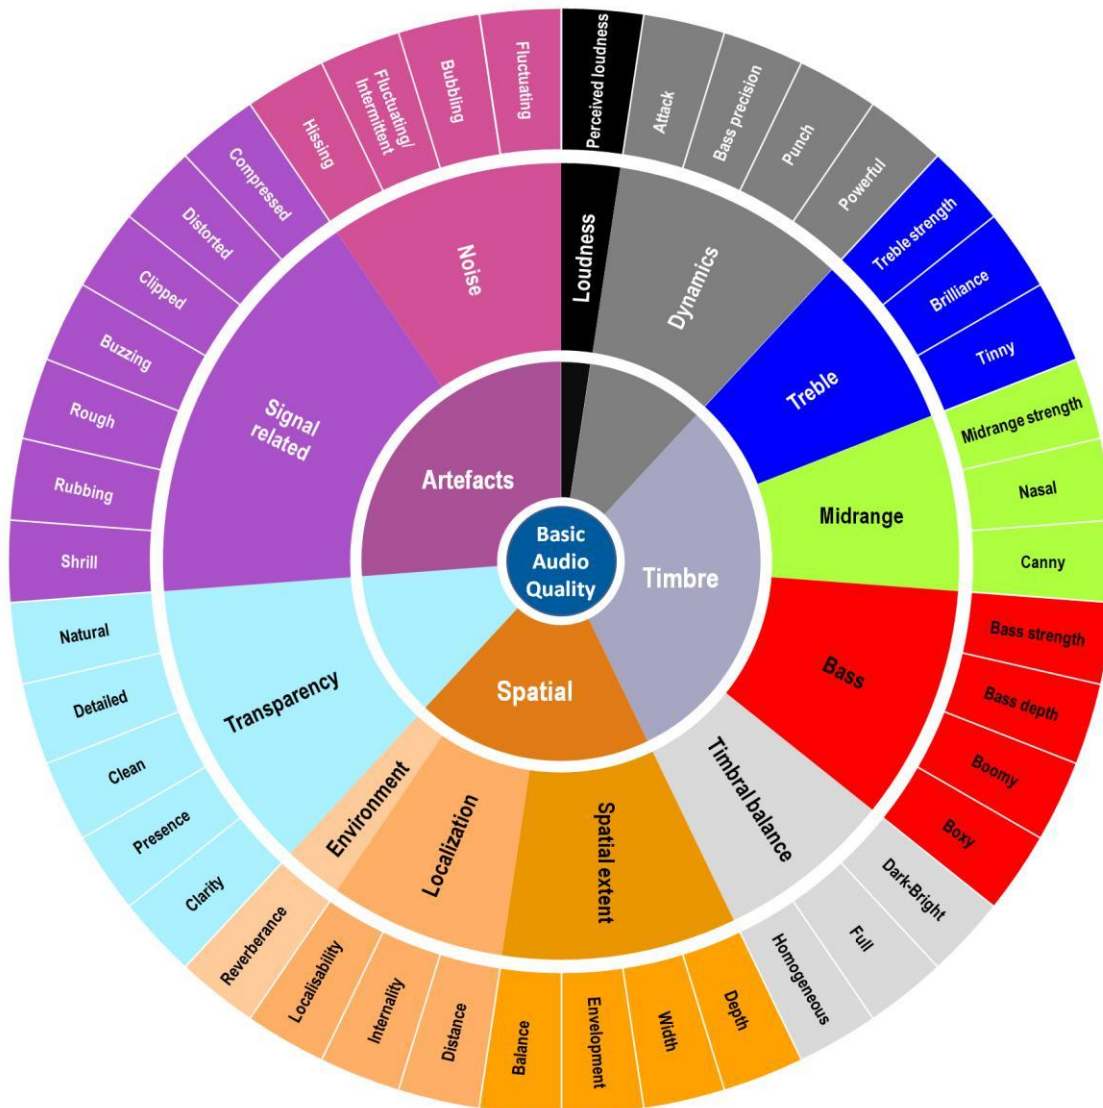 Basic
Audio
Quality
Artefacts
Timbre
Spatial
Loudness
Dynamics
Treble
Midrange
Bass
Timbral balance
Spatial extent
Localization
Environment
Transparency
Signal
related
Noise
Perceived loudness
Attack
Bass precision
Punch
Powerful
Treble strength
Brilliance
Tinny
Midrange strength
Nasal
Canny
Bass strength
Bass depth
Boomy
Boxy
Dark-Bright
Full
Homogeneous
Depth
Width
Envelopment
Balance
Distance
Internality
Localisability
Reverberance
Clarity
Presence
Clean
Detailed
Natural
Shrill
Rubbing
Rough
Buzzing
Clipped
Distorted
Compressed
Hissing
Fluctuating/
Intermittent
Bubbling
Fluctuating